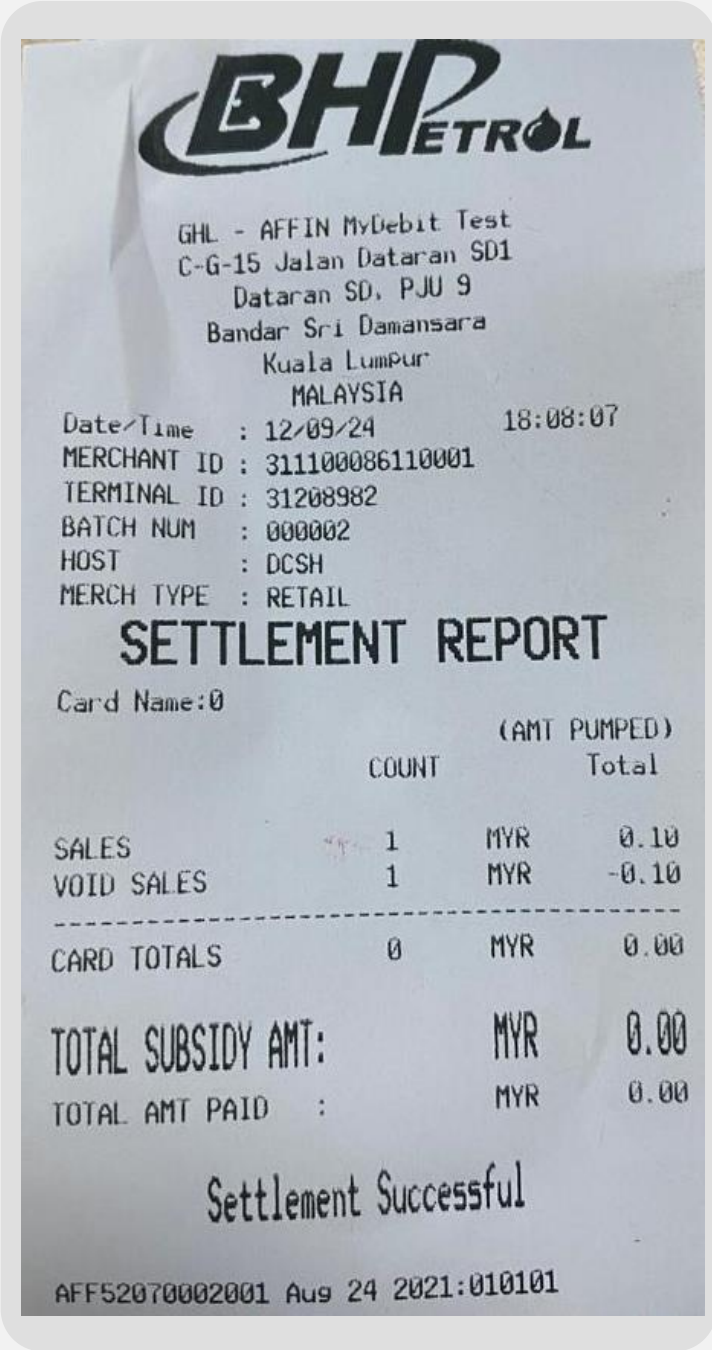 BHPETROL
GHL - AFFIN MyDebit Test
C-G-15 Jalan Dataran SD1
Dataran SD, PJU 9
Bandar Sri Damansara
Kuala Lumpur
MALAYSIA
Date/Time : 12/09/24 18:08:07
MERCHANT ID : 311100086110001
TERMINAL ID : 31208982
BATCH NUM : 000002
HOST : DCSH
MERCH TYPE : RETAIL
SETTLEMENT REPORT
Card Name:0
(AMT PUMPED)
COUNT Total
SALES 1 MYR 0.10
VOID SALES 1 MYR -0.10
CARD TOTALS 0 MYR 0.00
TOTAL SUBSIDY AMT: MYR 0.00
TOTAL AMT PAID : MYR 0.00
Settlement Successful
AFF52070002001 Aug 24 2021:010101